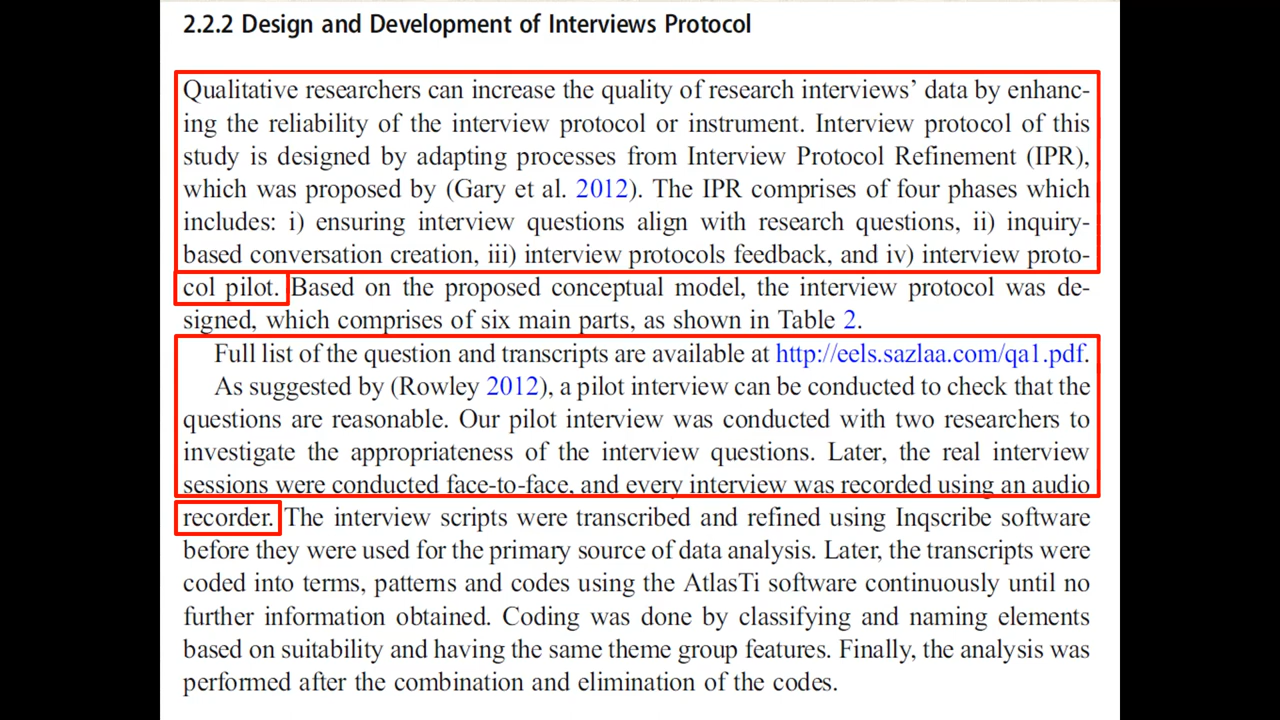 2.2.2 Design and Development of Interviews Protocol
Qualitative researchers can increase the quality of research interviews’ data by enhanc-
ing the reliability of the interview protocol or instrument. Interview protocol of this
study is designed by adapting processes from Interview Protocol Refinement (IPR),
which was proposed by (Gary et al. 2012). The IPR comprises of four phases which
includes: i) ensuring interview questions align with research questions, ii) inquiry-
based conversation creation, iii) interview protocols feedback, and iv) interview proto-
col pilot. Based on the proposed conceptual model, the interview protocol was de-
signed, which comprises of six main parts, as shown in Table 2.
Full list of the question and transcripts are available at http://eels.sazlaa.com/qa1.pdf.
As suggested by (Rowley 2012), a pilot interview can be conducted to check that the
questions are reasonable. Our pilot interview was conducted with two researchers to
investigate the appropriateness of the interview questions. Later, the real interview
sessions were conducted face-to-face, and every interview was recorded using an audio
recorder. The interview scripts were transcribed and refined using Inqscribe software
before they were used for the primary source of data analysis. Later, the transcripts were
coded into terms, patterns and codes using the AtlasTi software continuously until no
further information obtained. Coding was done by classifying and naming elements
based on suitability and having the same theme group features. Finally, the analysis was
performed after the combination and elimination of the codes.